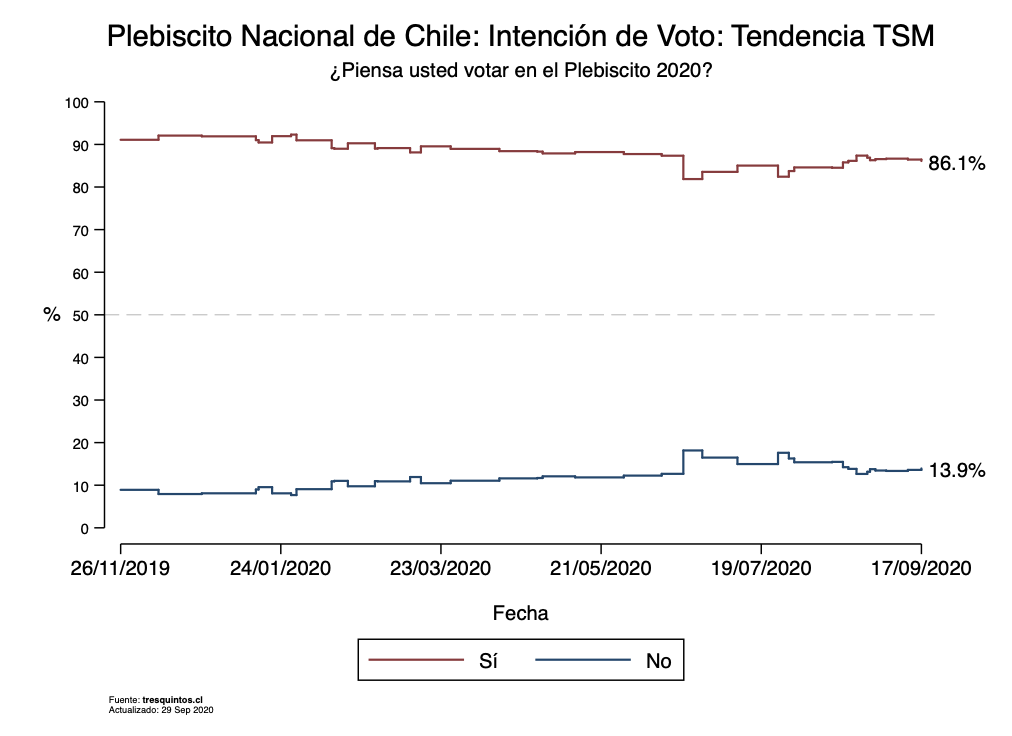 Plebiscito Nacional de Chile: Intención de Voto: Tendencia TSM
¿Piensa usted votar en el Plebiscito 2020?
100
90
86.1%
80
70
60
% 50
40
30
20
13.9%
10
0
26/11/2019 24/01/2020 23/03/2020 21/05/2020 19/07/2020 17/09/2020
Fecha
Sí No
Fuente: tresquintos.cl
Actualizado: 29 Sep 2020